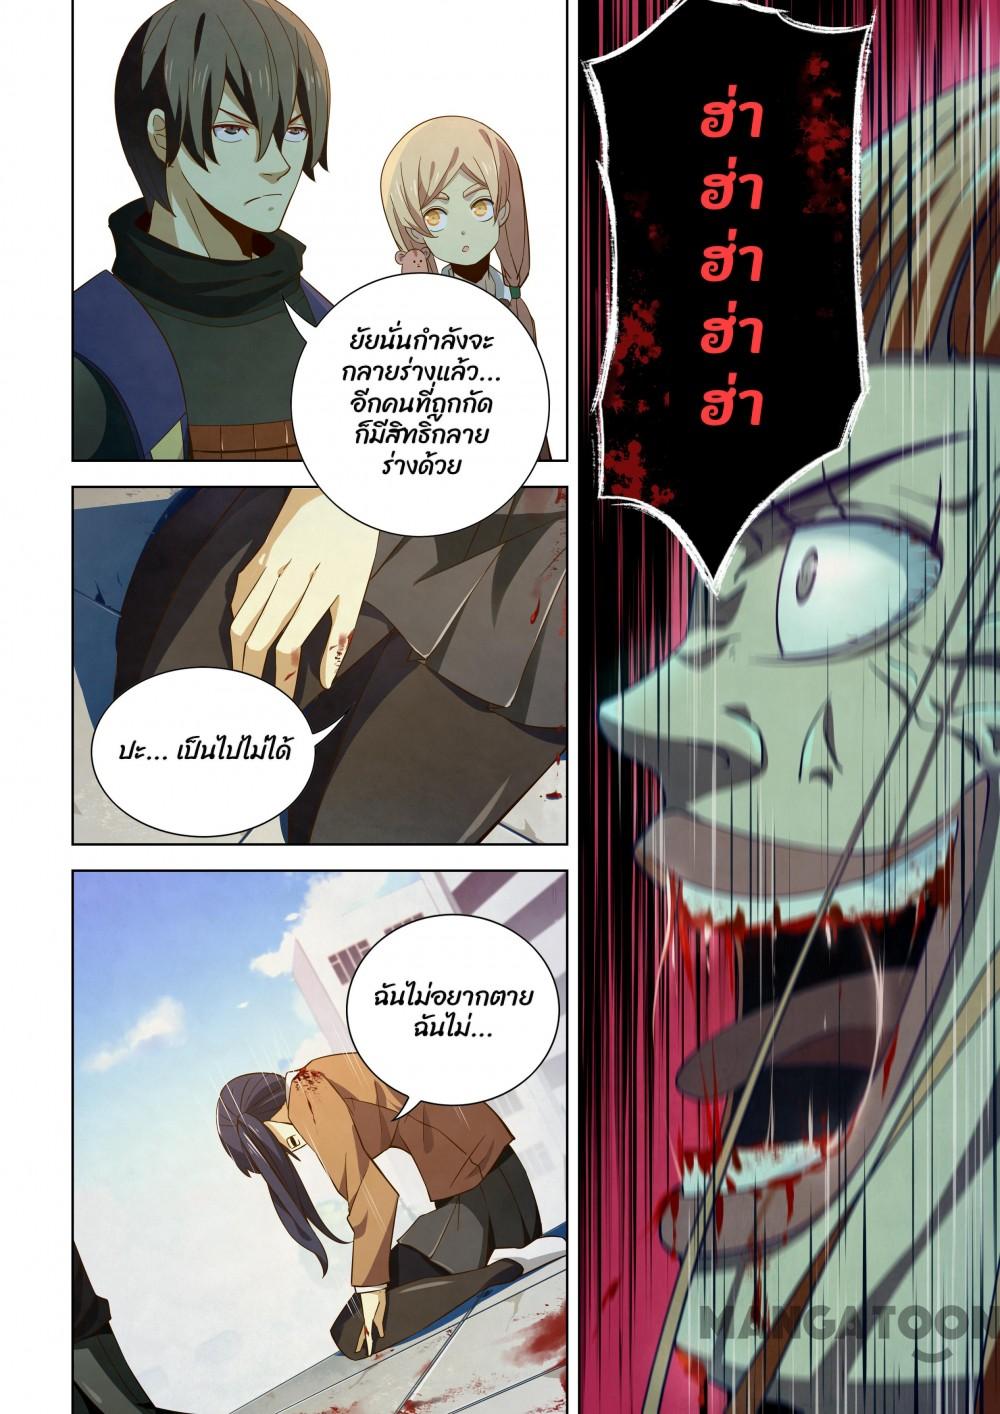 ยัยนั่นกำลังจะ
กลายร่างแล้ว...
อีกคนที่ถูกกัด
ก็มีสิทธิ์กลาย
ร่างด้วย
ปะ... เป็นไปไม่ได้
ฉันไม่อยากตาย
ฉันไม่...
ฮ่า
ฮ่า
ฮ่า
ฮ่า
ฮ่า
MANGATOON